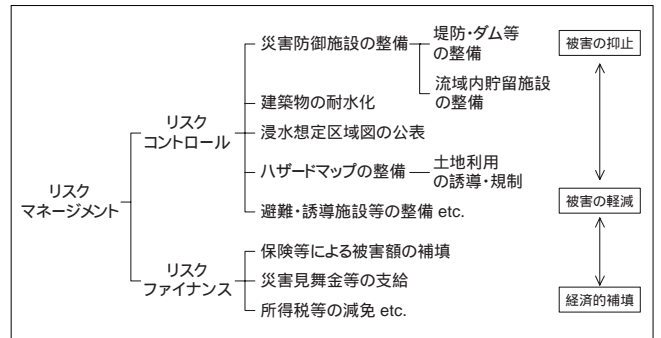 災害防御施設の整備
堤防・ダム等
の整備
流域内貯留施設
の整備
建築物の耐水化
浸水想定区域図の公表
ハザードマップの整備
土地利用
の誘導・規制
避難・誘導施設等の整備 etc.
リスク
コントロール
リスク
マネージメント
リスク
ファイナンス
保険等による被害額の補填
災害見舞金等の支給
所得税等の減免 etc.
被害の抑止
被害の軽減
経済的補填